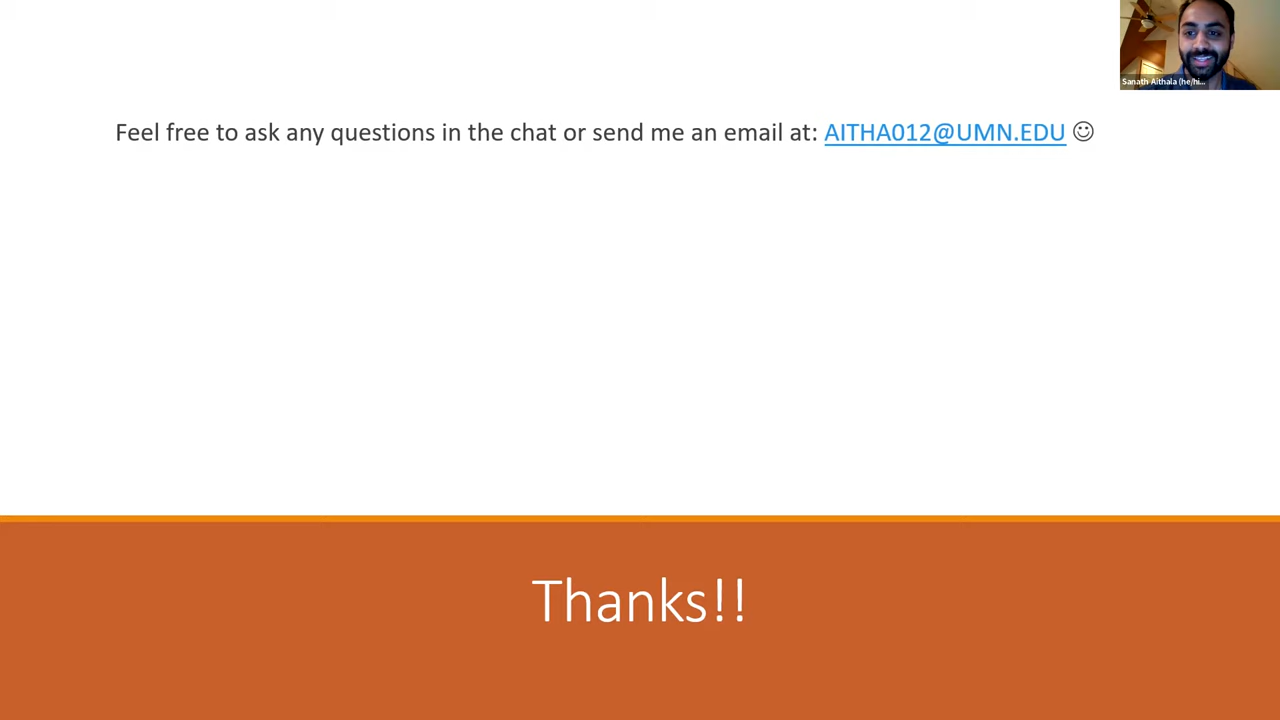 Sanath Aithala (he/hi...
Feel free to ask any questions in the chat or send me an email at: AITHA012@UMN.EDU ☺
Thanks!!